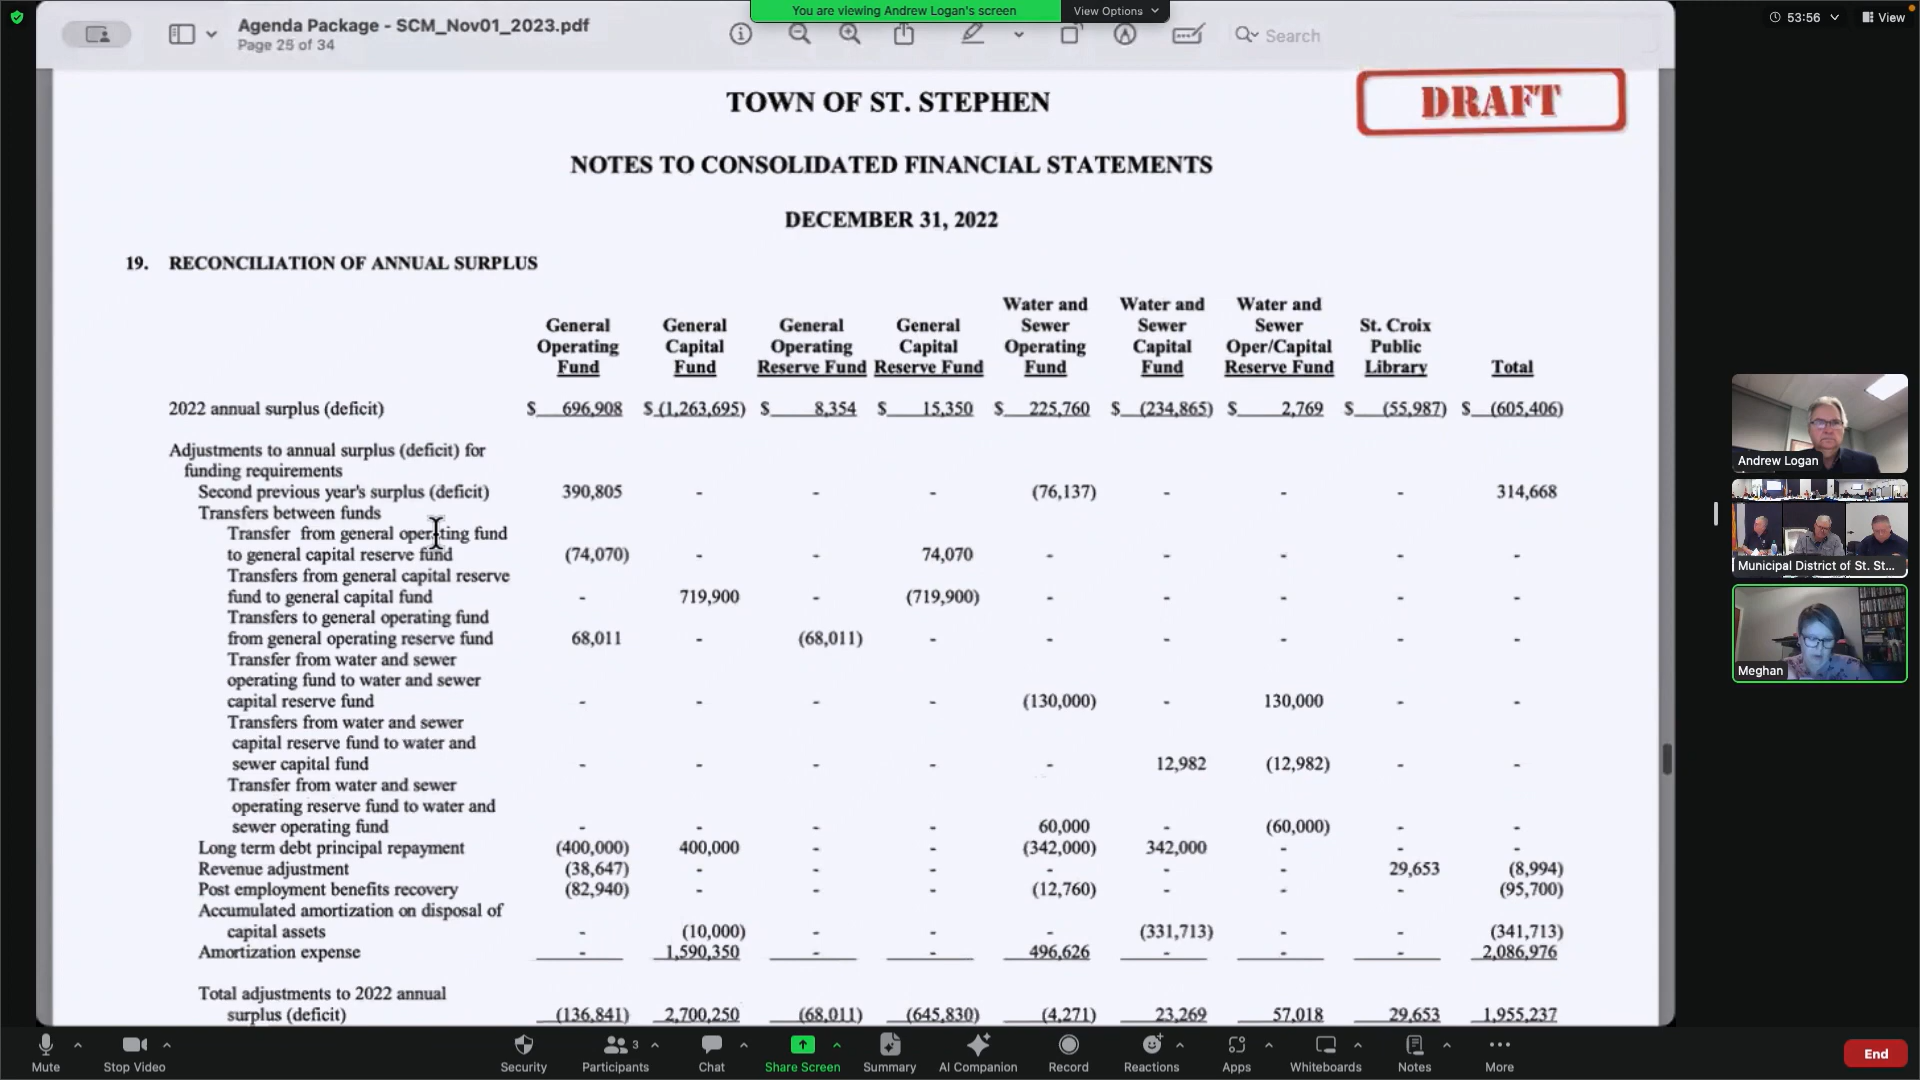 Agenda Package - SCM_Nov01_2023.pdf
Page 25 of 34
You are viewing Andrew Logan's screen
View Options
Search
53:56
View
TOWN OF ST. STEPHEN
DRAFT
NOTES TO CONSOLIDATED FINANCIAL STATEMENTS
DECEMBER 31, 2022
19. RECONCILIATION OF ANNUAL SURPLUS
Water and Water and Water and
General General General General Sewer Sewer Sewer St. Croix
Operating Capital Operating Capital Operating Capital Oper/Capital Public
Fund Fund Reserve Fund Reserve Fund Fund Fund Reserve Fund Library Total
2022 annual surplus (deficit) $ 696,908 $ (1,263,695) $ 8,354 $ 15,350 $ 225,760 $ (234,865) $ 2,769 $ (55,987) $ (605,406)
Adjustments to annual surplus (deficit) for
funding requirements
Second previous year's surplus (deficit) 390,805 - - - (76,137) - - - 314,668
Transfers between funds
Transfer from general operating fund
to general capital reserve fund (74,070) - - 74,070 - - - - -
Transfers from general capital reserve
fund to general capital fund - 719,900 - (719,900) - - - - -
Transfers to general operating fund
from general operating reserve fund 68,011 - (68,011) - - - - - -
Transfer from water and sewer
operating fund to water and sewer
capital reserve fund - - - - (130,000) - 130,000 - -
Transfers from water and sewer
capital reserve fund to water and
sewer capital fund - - - - - 12,982 (12,982) - -
Transfer from water and sewer
operating reserve fund to water and
sewer operating fund - - - - 60,000 - (60,000) - -
Long term debt principal repayment (400,000) 400,000 - - (342,000) 342,000 - - -
Revenue adjustment (38,647) - - - - - - 29,653 (8,994)
Post employment benefits recovery (82,940) - - - (12,760) - - - (95,700)
Accumulated amortization on disposal of
capital assets - (10,000) - - - (331,713) - - (341,713)
Amortization expense - 1,590,350 - - 496,626 - - - 2,086,976
Total adjustments to 2022 annual
surplus (deficit) (136,841) 2,700,250 (68,011) (645,830) (4,271) 23,269 57,018 29,653 1,955,237
Andrew Logan
Municipal District of St. St...
Meghan
Mute
Stop Video
Security
Participants
3
Chat
Share Screen
Summary
AI Companion
Record
Reactions
Apps
Whiteboards
Notes
More
End